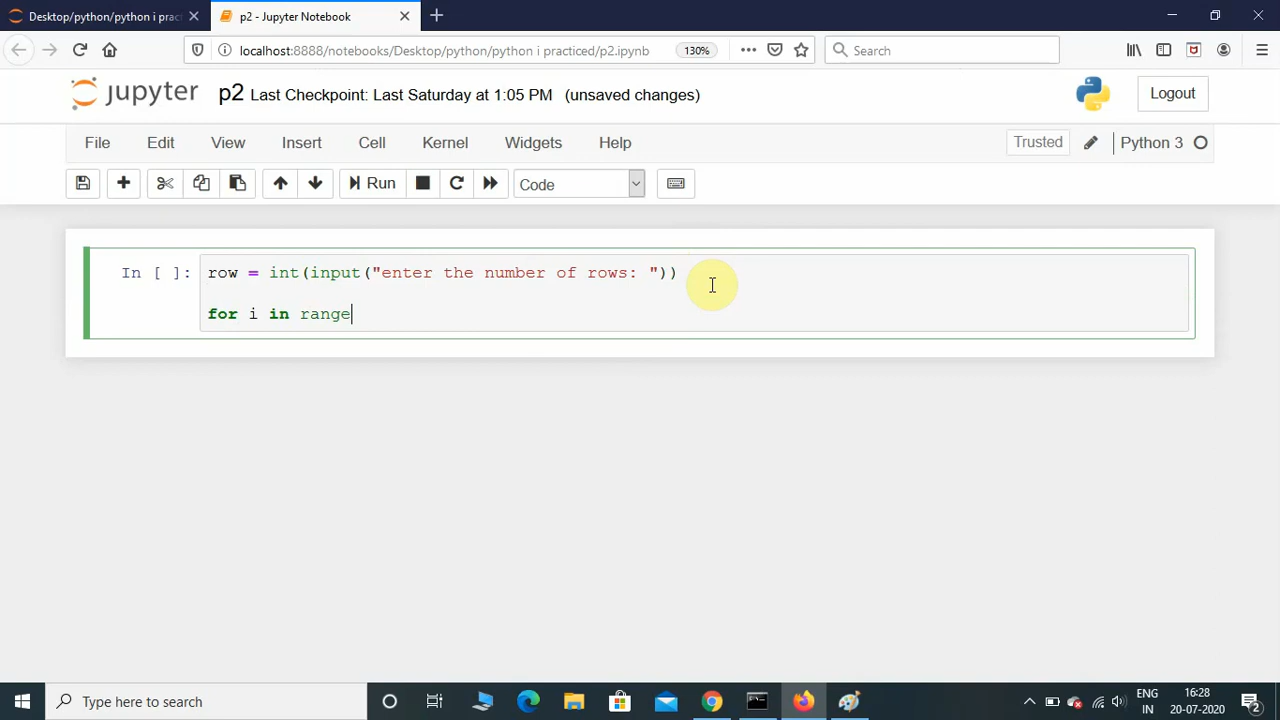 Desktop/python/python i pract
p2 - Jupyter Notebook
localhost:8888/notebooks/Desktop/python/python i practiced/p2.ipynb
130%
Search
jupyter
p2 Last Checkpoint: Last Saturday at 1:05 PM (unsaved changes)
Logout
File Edit View Insert Cell Kernel Widgets Help
Trusted
Python 3
Run
Code
In [ ]: row = int(input("enter the number of rows: "))
for i in range
Type here to search
ENG
IN
16:28
20-07-2020
2